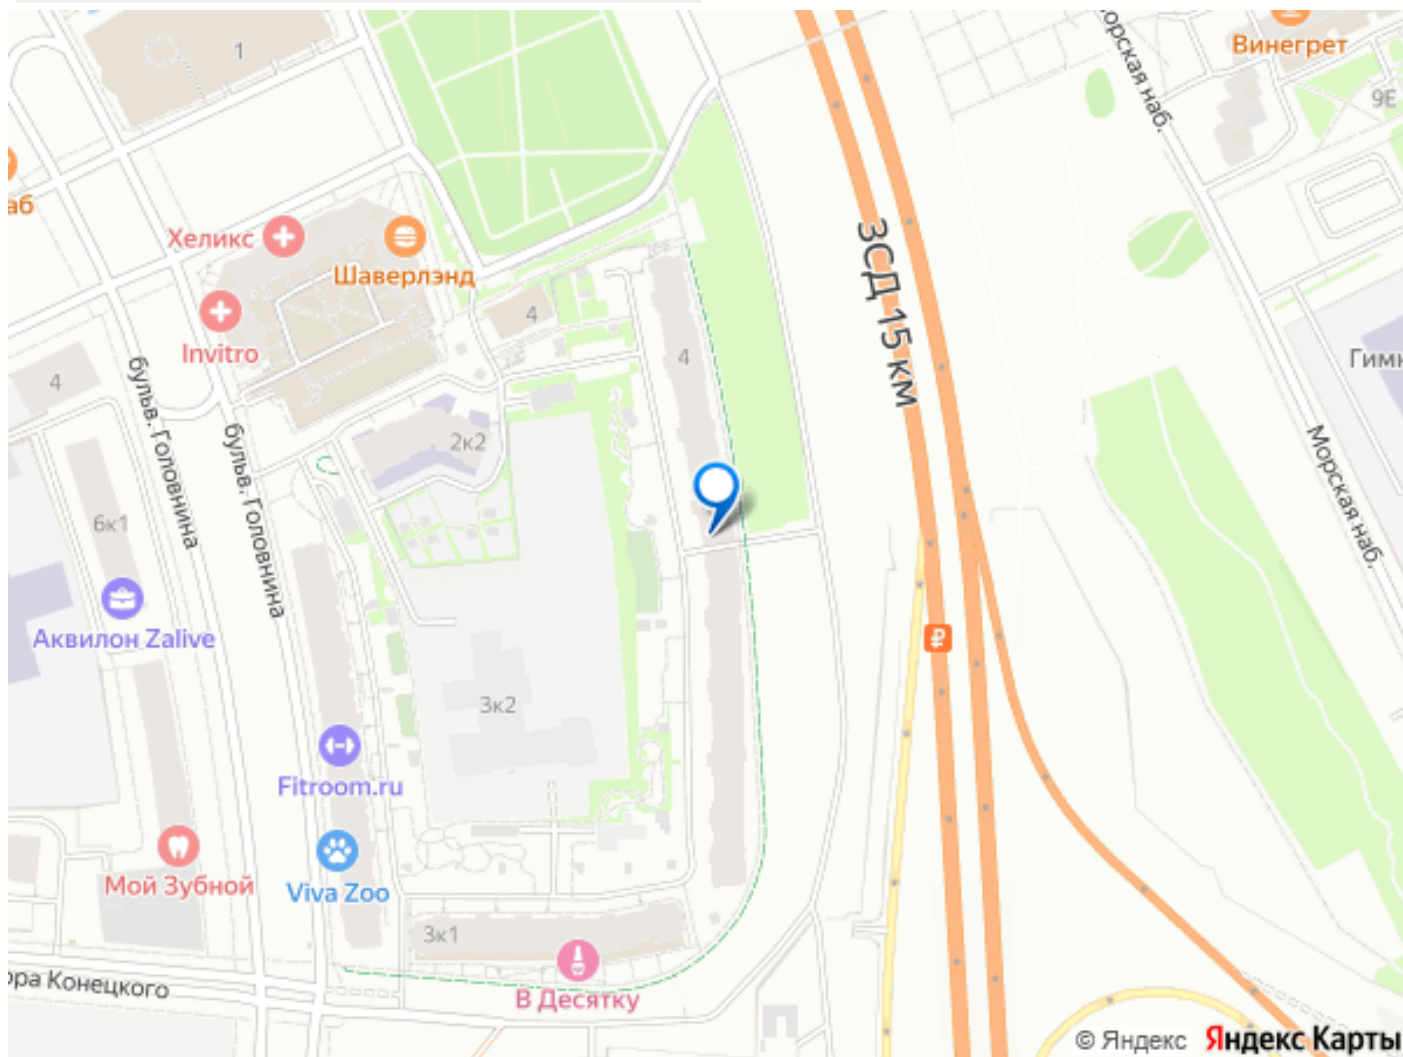 1
Винегрет
орская наб.
9Е
аб
Хеликс
Шаверлэнд
ЗСД 15 км
4
Invitro
4
Гимн
4
бульв. Головнина
бульв. Головнина
2к2
Морская наб.
6к1
Аквилон Zalive
3к2
Fitroom.ru
Мой Зубной
Viva Zoo
3к1
ора Конецкого
В Десятку
© Яндекс Яндекс Карты